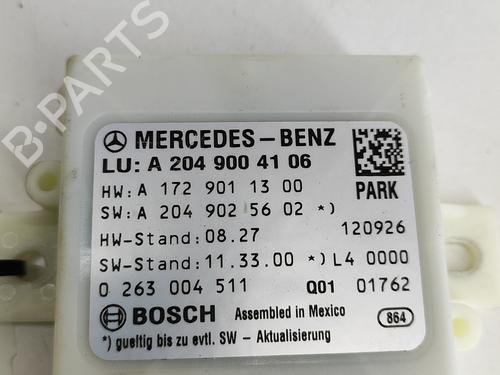 B-PARTS
MERCEDES-BENZ
LU: A 204 900 41 06
HW: A 172 901 13 00 PARK
SW: A 204 902 56 02 *)
HW-Stand: 08.27 120926
SW-Stand: 11.33.00 *) L4 0000
0 263 004 511 Q01 01762
BOSCH Assembled in Mexico 864
*) gueltig bis zu evtl. SW - Aktualisierung